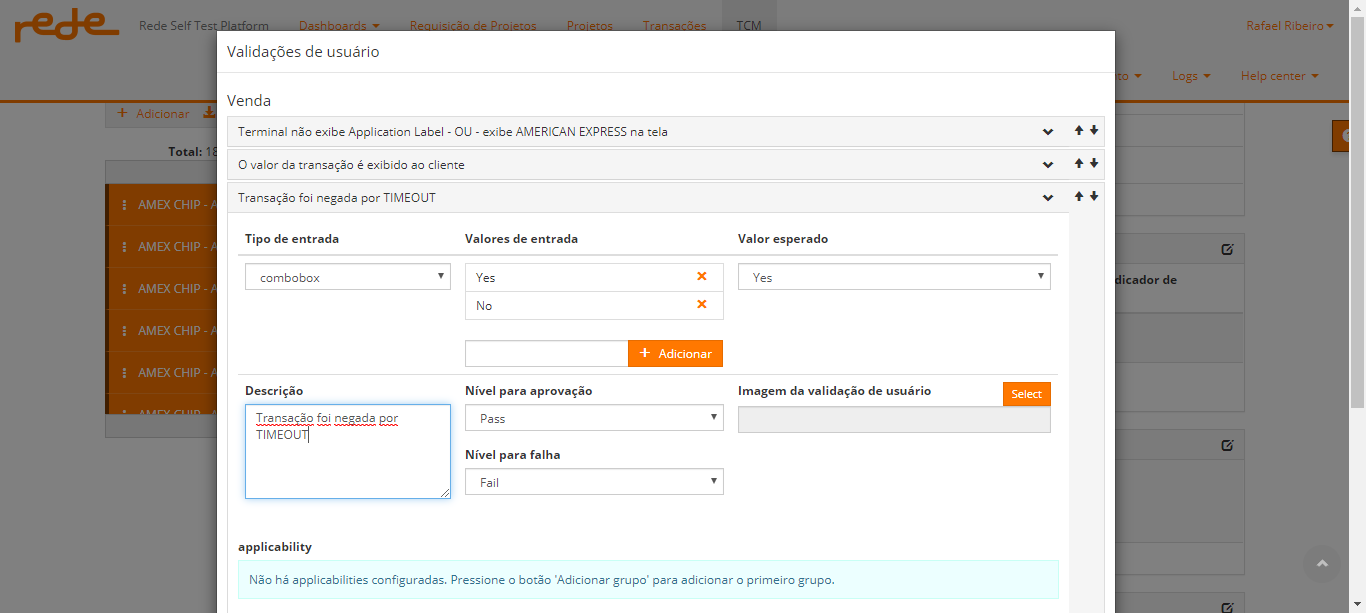 rede Rede Self Test Platform Dashboards Requisição de Projetos Projetos Transações TCM Rafael Ribeiro
Validações de usuário
Logs Help center
Venda
Adicionar
Terminal não exibe Application Label - OU - exibe AMERICAN EXPRESS na tela
Total: 18
O valor da transação é exibido ao cliente
Transação foi negada por TIMEOUT
AMEX CHIP - A
AMEX CHIP - A
AMEX CHIP - A
AMEX CHIP - A
AMEX CHIP - A
AMEX CHIP - A
Tipo de entrada Valores de entrada Valor esperado
combobox Yes Yes
No
dicador de
Adicionar
Descrição Nível para aprovação Imagem da validação de usuário Select
Transação foi negada por
TIMEOUT
Pass
Nível para falha
Fail
applicability
Não há applicabilities configuradas. Pressione o botão 'Adicionar grupo' para adicionar o primeiro grupo.